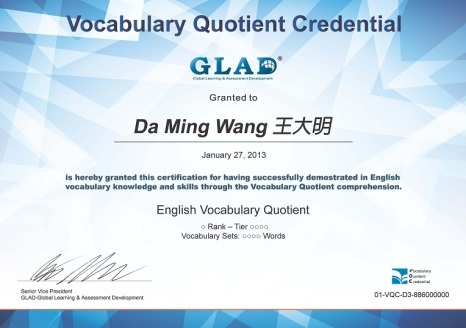 Vocabulary Quotient Credential
GLAD®
Global Learning & Assessment Development
Granted to
Da Ming Wang 王大明
January 27, 2013
is hereby granted this certification for having successfully demostrated in English
vocabulary knowledge and skills through the Vocabulary Quotient comprehension.
English Vocabulary Quotient
○ Rank – Tier ○○○○
Vocabulary Sets: ○○○○ Words
Senior Vice President
GLAD-Global Learning & Assessment Development
Vocabulary
Quotient
Credential
01-VQC-D3-886000000